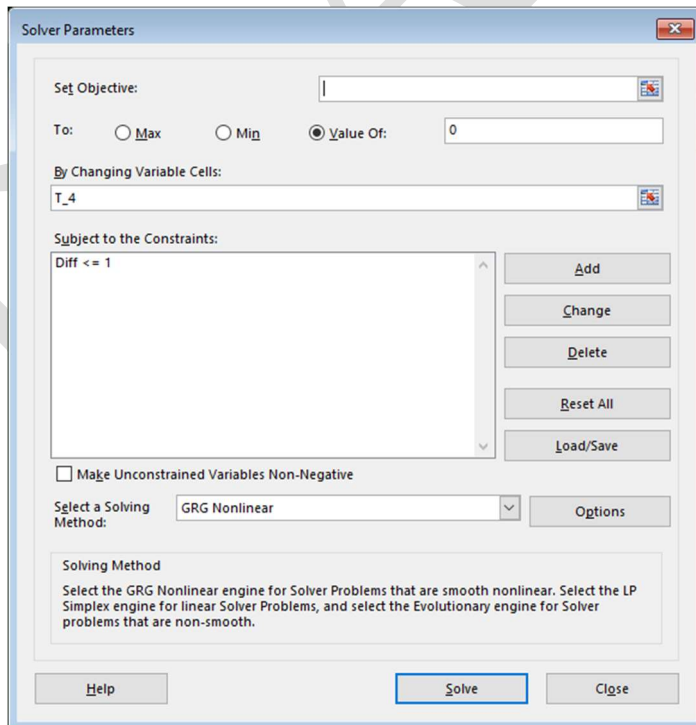 Solver Parameters
Set Objective:
To: Max Min Value Of: 0
By Changing Variable Cells:
T_4
Subject to the Constraints:
Diff <= 1
Add
Change
Delete
Reset All
Load/Save
Make Unconstrained Variables Non-Negative
Select a Solving
Method:
GRG Nonlinear
Options
Solving Method
Select the GRG Nonlinear engine for Solver Problems that are smooth nonlinear. Select the LP
Simplex engine for linear Solver Problems, and select the Evolutionary engine for Solver
problems that are non-smooth.
Help Solve Close